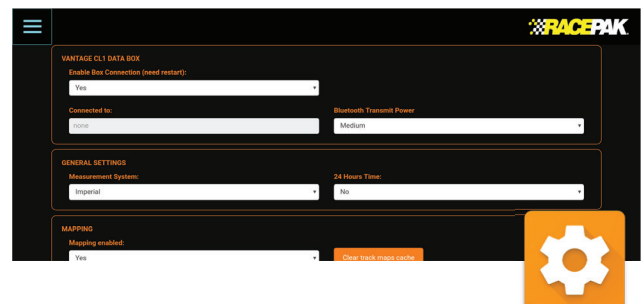 RACEPAK
VANTAGE CL1 DATA BOX
Enable Box Connection (need restart):
Yes
Connected to:
Bluetooth Transmit Power
none
Medium
GENERAL SETTINGS
Measurement System:
24 Hours Time:
Imperial
No
MAPPING
Mapping enabled:
Yes
Clear track maps cache